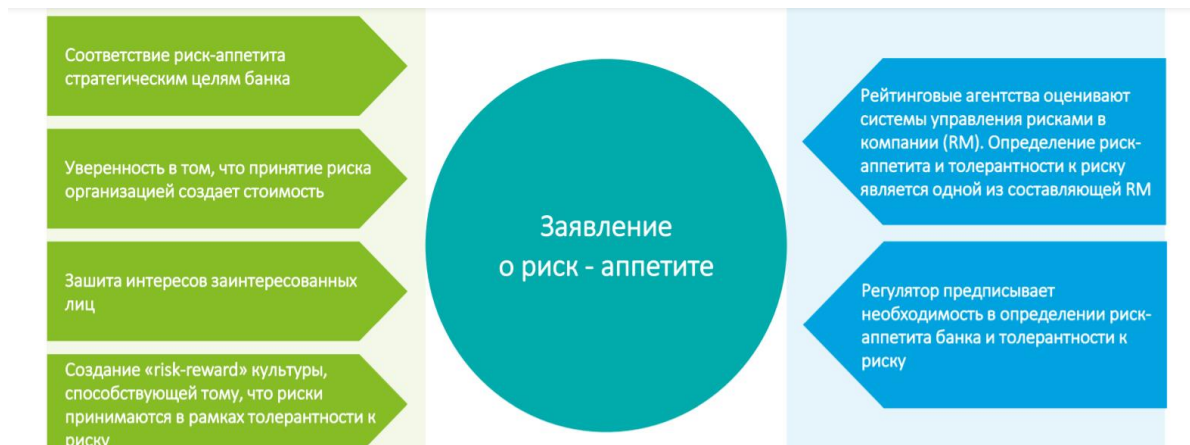 Соответствие риск-аппетита
стратегическим целям банка
Уверенность в том, что принятие риска
организацией создает стоимость
Зашита интересов заинтересованных
лиц
Создание «risk-reward» культуры,
способствующей тому, что риски
принимаются в рамках толерантности к
риску
Заявление
о риск - аппетите
Рейтинговые агентства оценивают
системы управления рисками в
компании (RM). Определение риск-
аппетита и толерантности к риску
является одной из составляющей RM
Регулятор предписывает
необходимость в определении риск-
аппетита банка и толерантности к
риску